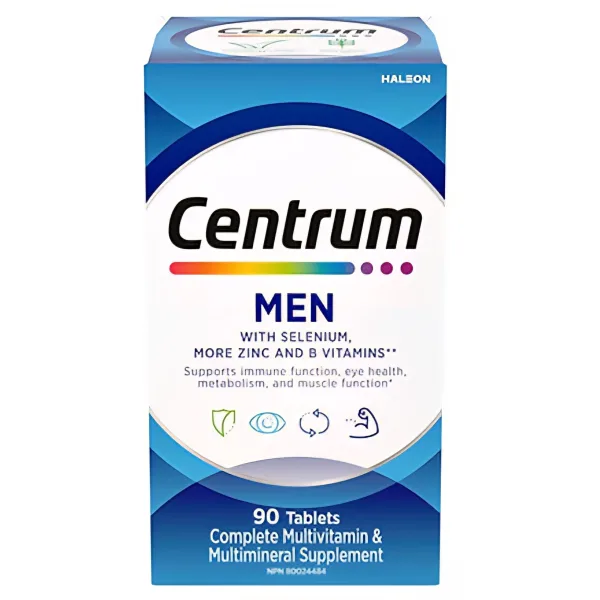 Centrum
HALEON
Centrum
MEN
WITH SELENIUM,
MORE ZINC AND B VITAMINS**
Supports immune function, eye health,
metabolism, and muscle function*
90 Tablets
Complete Multivitamin &
Multimineral Supplement
NPN 80024484